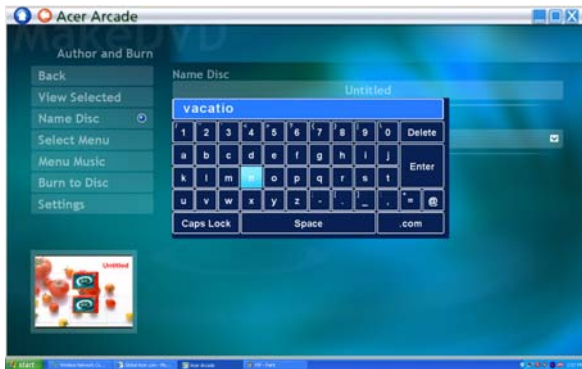 Acer Arcade
MakeDVD
Author and Burn
Back
View Selected
Name Disc
Select Menu
Menu Music
Burn to Disc
Settings
Name Disc
Untitled
vacatio
1 2 3 4 5 6 7 8 9 0 Delete
a b c d e f g h i j
Enter
k l m n o p q r s t
u v w x y z - . _ , = @
Caps Lock Space .com
Untitled
start
Acer Arcade